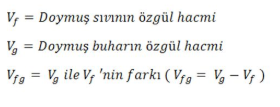 V_f = Doymuş sıvının özgül hacmi
V_g = Doymuş buharın özgül hacmi
V_fg = V_g ile V_f 'nin farkı ( V_fg = V_g − V_f )